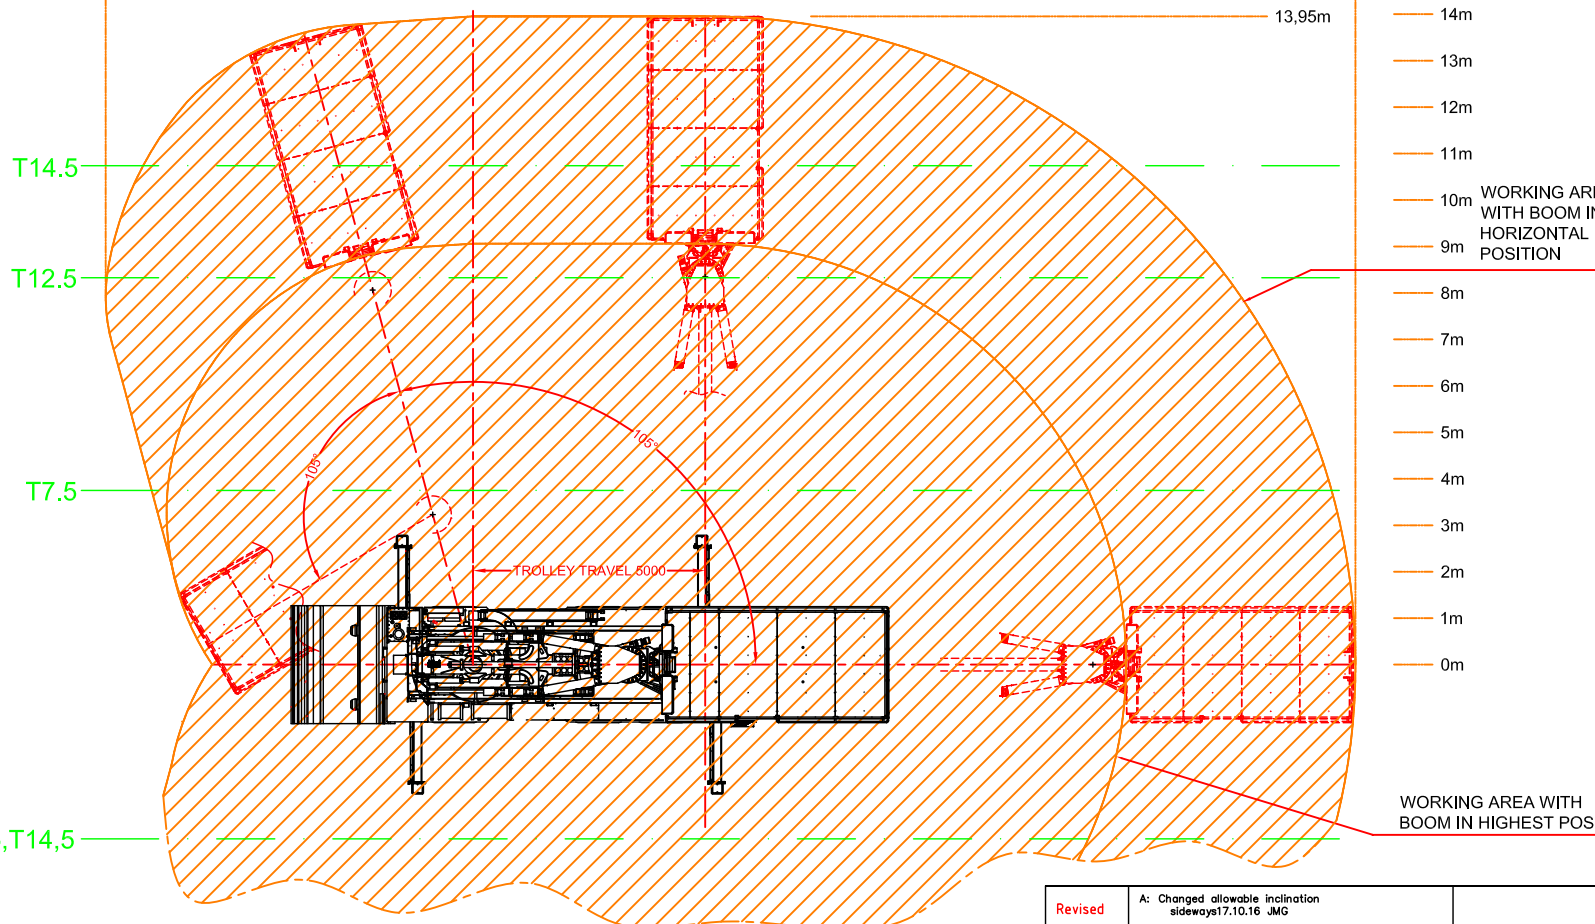 13,95m
14m
13m
12m
11m
10m
9m
8m
7m
6m
5m
4m
3m
2m
1m
0m
WORKING ARE
WITH BOOM IN
HORIZONTAL
POSITION
T14.5
T12.5
T7.5
,T14,5
105°
105°
TROLLEY TRAVEL 5000
WORKING AREA WITH
BOOM IN HIGHEST POS
Revised
A: Changed allowable inclination
sideways17.10.16 JMG